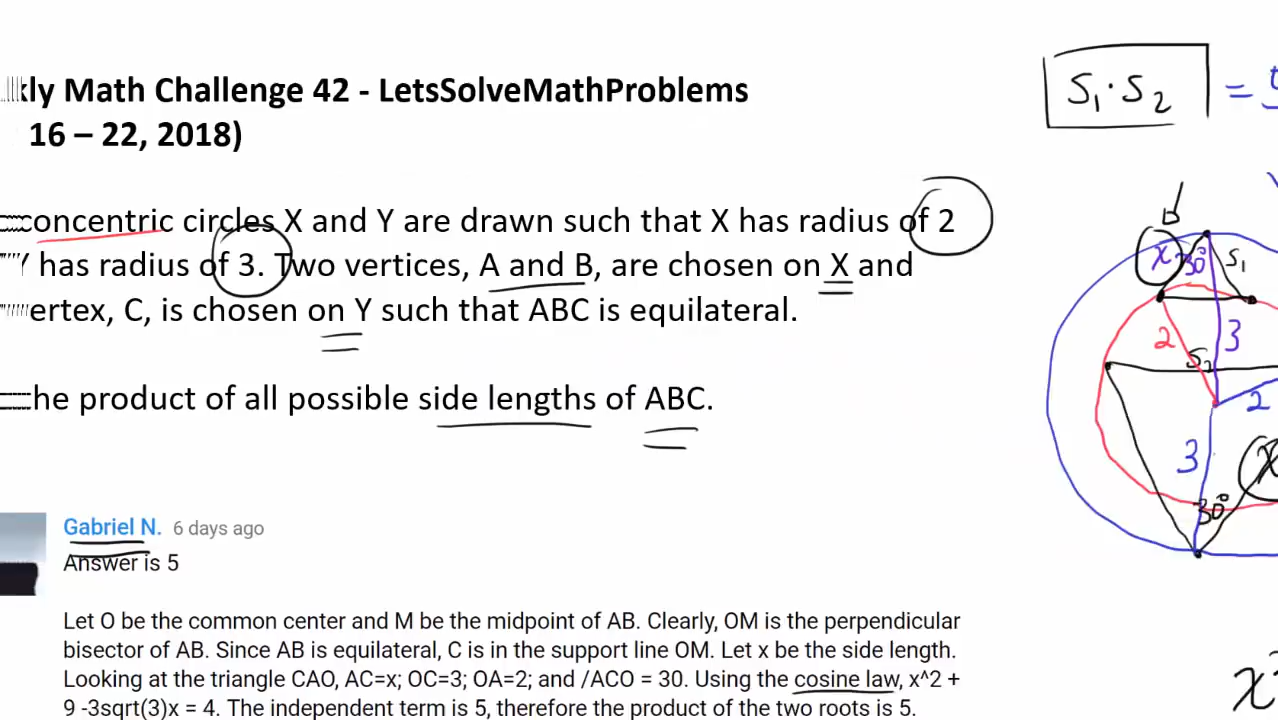 kly Math Challenge 42 - LetsSolveMathProblems
16 – 22, 2018)
S₁ · S₂ =
concentric circles X and Y are drawn such that X has radius of 2
Y has radius of 3. Two vertices, A and B, are chosen on X and
ertex, C, is chosen on Y such that ABC is equilateral.
he product of all possible side lengths of ABC.
x 30° S₁
2 3
S₂
2
3 x
30°
Gabriel N. 6 days ago
Answer is 5
Let O be the common center and M be the midpoint of AB. Clearly, OM is the perpendicular
bisector of AB. Since AB is equilateral, C is in the support line OM. Let x be the side length.
Looking at the triangle CAO, AC=x; OC=3; OA=2; and /ACO = 30. Using the cosine law, x^2 +
9 -3sqrt(3)x = 4. The independent term is 5, therefore the product of the two roots is 5.